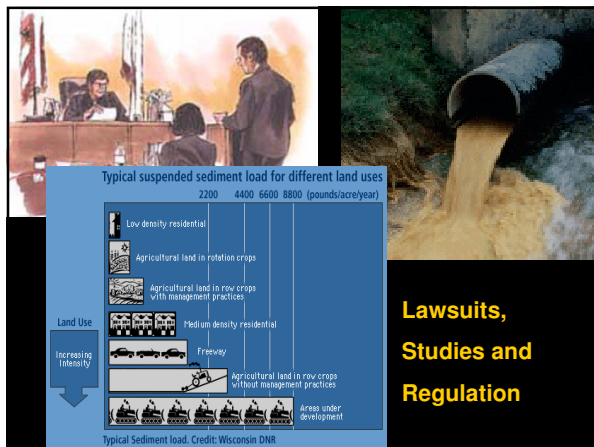 Typical suspended sediment load for different land uses
2200 4400 6600 8800 (pounds/acre/year)
Low density residential
Agricultural land in rotation crops
Agricultural land in row crops
with management practices
Land Use
Increasing
Intensity
Medium density residential
Freeway
Agricultural land in row crops
without management practices
Areas under
development
Typical Sediment load. Credit: Wisconsin DNR
Lawsuits,
Studies and
Regulation